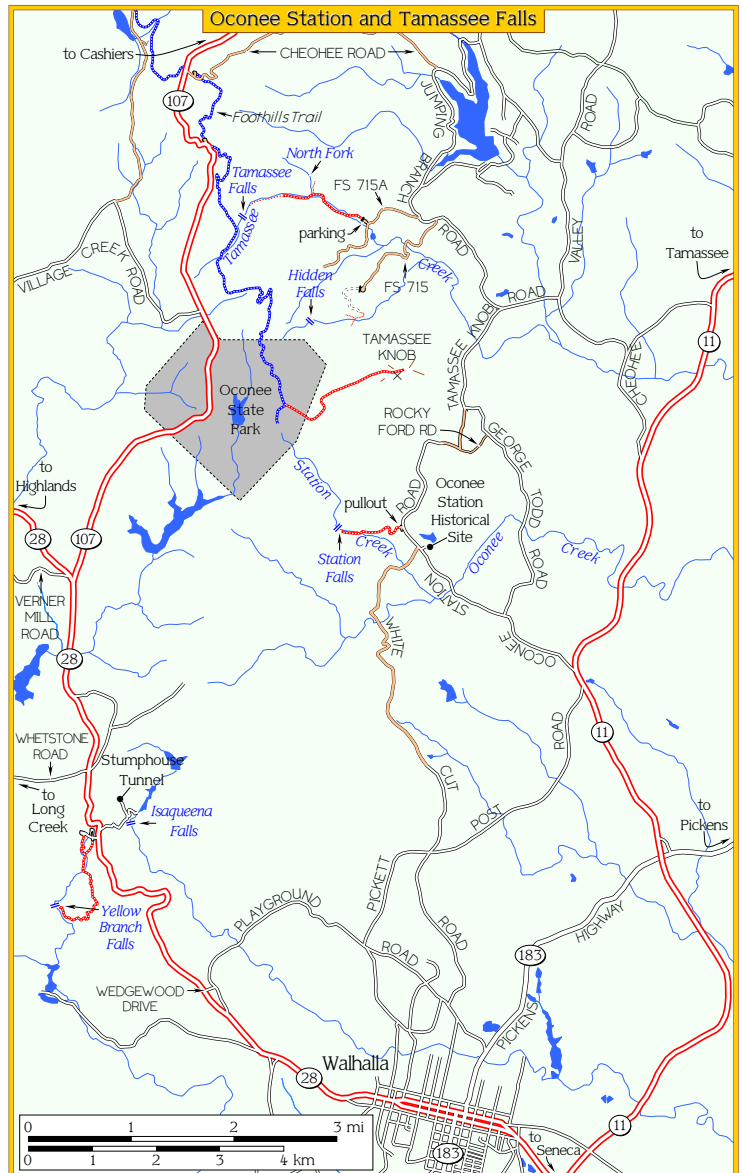 Oconee Station and Tamassee Falls
to Cashiers
CHEOHEE ROAD
107
Foothills Trail
JUMPING
BRANCH
ROAD
ROAD
VALLEY
North Fork
Tamassee
Falls
FS 715A
parking
Tamassee
VILLAGE CREEK ROAD
Hidden
Falls
Creek
FS 715
to
Tamassee
TAMASSEE KNOB
ROAD
11
CHEOHEE
TAMASSEE
KNOB
Oconee
State
Park
ROCKY
FORD RD
GEORGE
TODD
ROAD
to
Highlands
28
107
Station
Creek
pullout
ROAD
Oconee
Station
Historical
Site
Station
Falls
Oconee
Creek
STATION
OCONEE
VERNER
MILL
ROAD
28
WHITE
CUT
ROAD
WHETSTONE
ROAD
Stumphouse
Tunnel
to
Long
Creek
Isaqueena
Falls
11
ROAD
POST
PICKETT
to
Pickens
Yellow
Branch
Falls
PLAYGROUND
ROAD
HIGHWAY
183
PICKENS
WEDGEWOOD
DRIVE
Walhalla
28
183
11
to
Seneca
0 1 2 3 mi
0 1 2 3 4 km